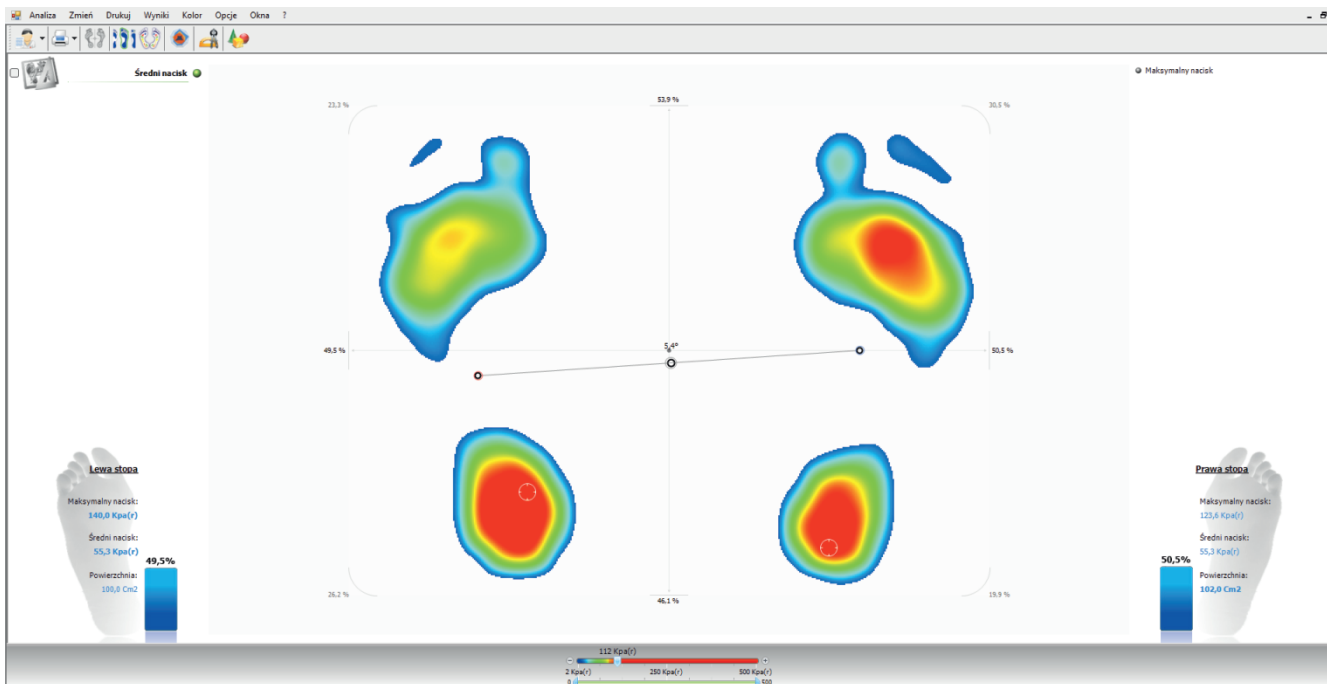 Analiza Zmień Drukuj Wyniki Kolor Opcje Okna ?
Średni nacisk
Maksymalny nacisk
23,3 %
53,9 %
30,5 %
49,5 %
5,4°
50,5 %
26,2 %
46,1 %
19,9 %
Lewa stopa
Maksymalny nacisk:
140,0 Kpa(r)
Średni nacisk:
55,3 Kpa(r)
Powierzchnia:
100,0 Cm2
49,5%
Prawa stopa
Maksymalny nacisk:
123,6 Kpa(r)
Średni nacisk:
55,3 Kpa(r)
Powierzchnia:
102,0 Cm2
50,5%
112 Kpa(r)
2 Kpa(r) 250 Kpa(r) 500 Kpa(r)
0 500